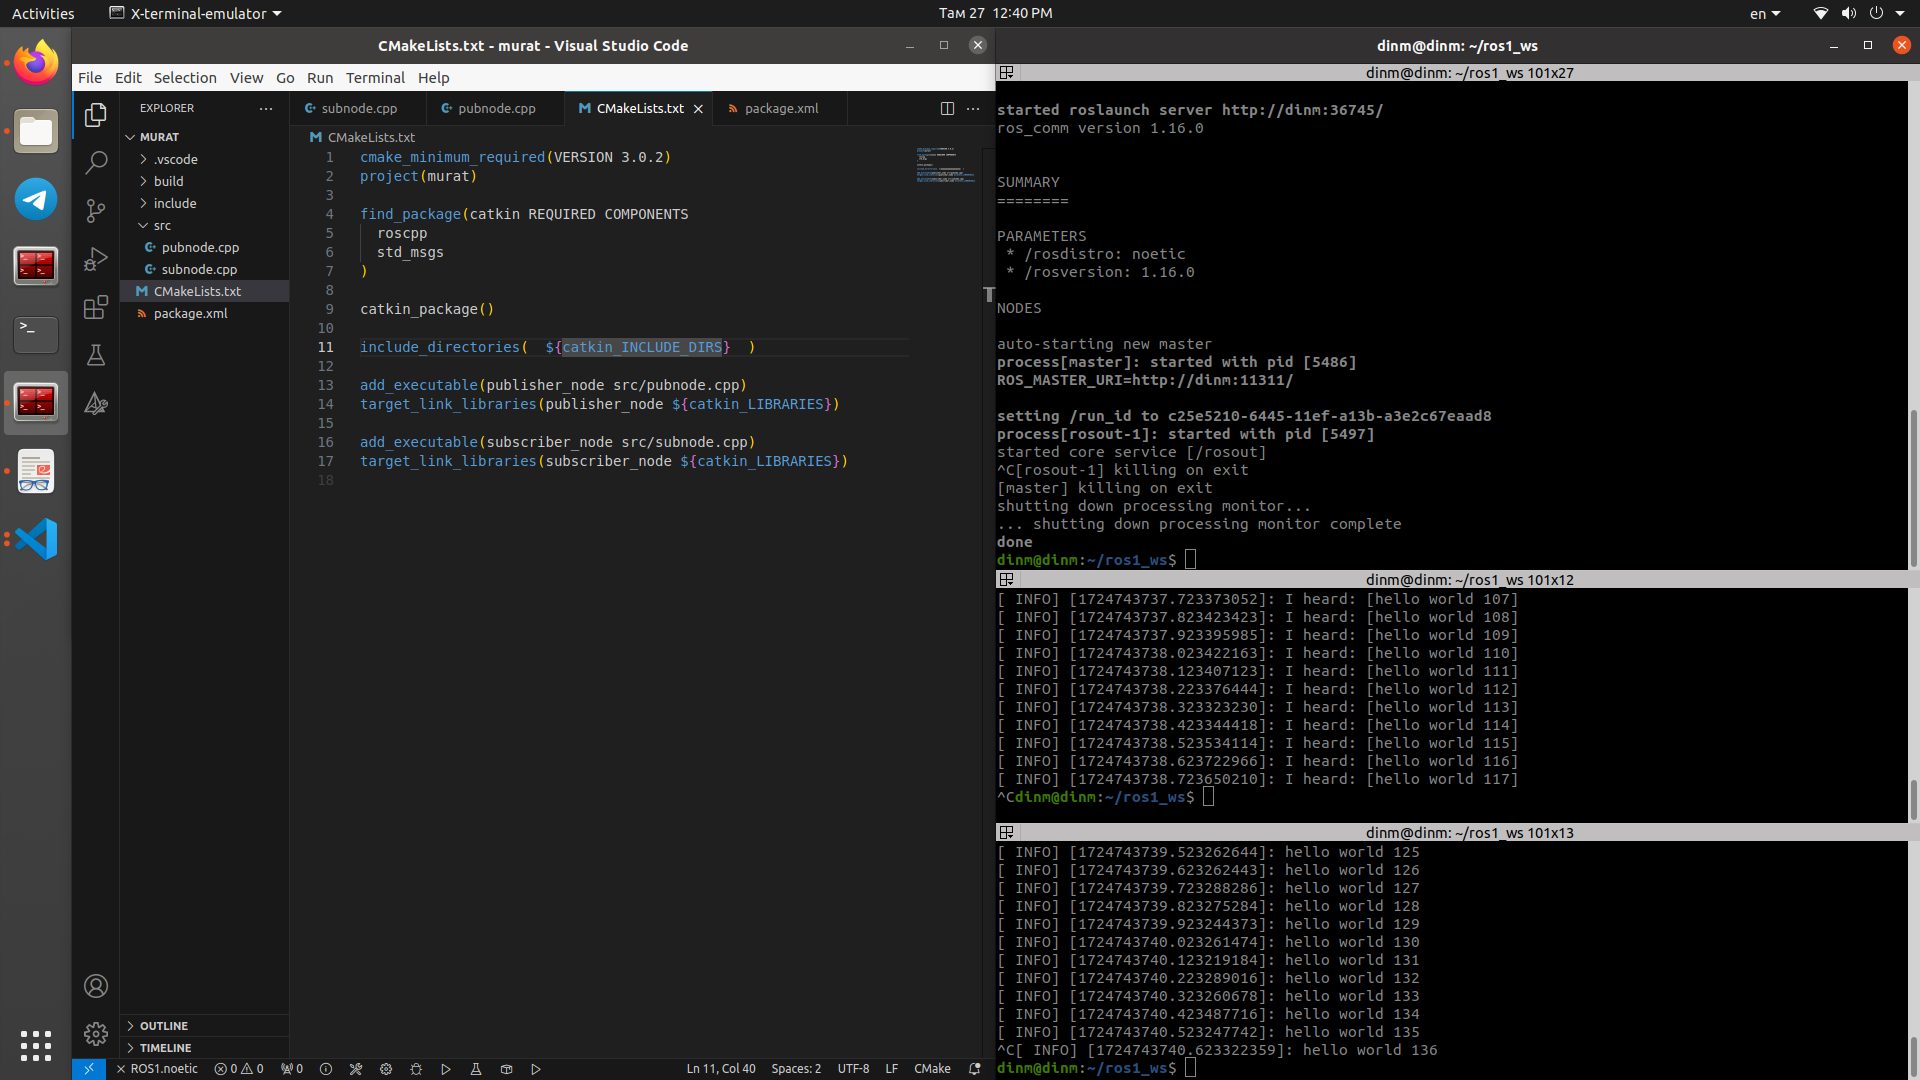 Activities
X-terminal-emulator
Там 27 12:40 PM
en
CMakeLists.txt - murat - Visual Studio Code
File Edit Selection View Go Run Terminal Help
EXPLORER
MURAT
.vscode
build
include
src
pubnode.cpp
subnode.cpp
CMakeLists.txt
package.xml
OUTLINE
TIMELINE
subnode.cpp
pubnode.cpp
CMakeLists.txt
package.xml
CMakeLists.txt
1 cmake_minimum_required(VERSION 3.0.2)
2 project(murat)
3
4 find_package(catkin REQUIRED COMPONENTS
5 roscpp
6 std_msgs
7 )
8
9 catkin_package()
10
11 include_directories( ${catkin_INCLUDE_DIRS} )
12
13 add_executable(publisher_node src/pubnode.cpp)
14 target_link_libraries(publisher_node ${catkin_LIBRARIES})
15
16 add_executable(subscriber_node src/subnode.cpp)
17 target_link_libraries(subscriber_node ${catkin_LIBRARIES})
18
ROS1.noetic 0 0 0
Ln 11, Col 40 Spaces: 2 UTF-8 LF CMake
dinm@dinm: ~/ros1_ws
dinm@dinm: ~/ros1_ws 101x27
started roslaunch server http://dinm:36745/
ros_comm version 1.16.0
SUMMARY
========
PARAMETERS
* /rosdistro: noetic
* /rosversion: 1.16.0
NODES
auto-starting new master
process[master]: started with pid [5486]
ROS_MASTER_URI=http://dinm:11311/
setting /run_id to c25e5210-6445-11ef-a13b-a3e2c67eaad8
process[rosout-1]: started with pid [5497]
started core service [/rosout]
^C[rosout-1] killing on exit
[master] killing on exit
shutting down processing monitor...
... shutting down processing monitor complete
done
dinm@dinm:~/ros1_ws$
dinm@dinm: ~/ros1_ws 101x12
[ INFO] [1724743737.723373052]: I heard: [hello world 107]
[ INFO] [1724743737.823423423]: I heard: [hello world 108]
[ INFO] [1724743737.923395985]: I heard: [hello world 109]
[ INFO] [1724743738.023422163]: I heard: [hello world 110]
[ INFO] [1724743738.123407123]: I heard: [hello world 111]
[ INFO] [1724743738.223376444]: I heard: [hello world 112]
[ INFO] [1724743738.323323230]: I heard: [hello world 113]
[ INFO] [1724743738.423344418]: I heard: [hello world 114]
[ INFO] [1724743738.523534114]: I heard: [hello world 115]
[ INFO] [1724743738.623722966]: I heard: [hello world 116]
[ INFO] [1724743738.723650210]: I heard: [hello world 117]
^Cdinm@dinm:~/ros1_ws$
dinm@dinm: ~/ros1_ws 101x13
[ INFO] [1724743739.523262644]: hello world 125
[ INFO] [1724743739.623262443]: hello world 126
[ INFO] [1724743739.723288286]: hello world 127
[ INFO] [1724743739.823275284]: hello world 128
[ INFO] [1724743739.923244373]: hello world 129
[ INFO] [1724743740.023261474]: hello world 130
[ INFO] [1724743740.123219184]: hello world 131
[ INFO] [1724743740.223289016]: hello world 132
[ INFO] [1724743740.323260678]: hello world 133
[ INFO] [1724743740.423487716]: hello world 134
[ INFO] [1724743740.523247742]: hello world 135
^C[ INFO] [1724743740.623322359]: hello world 136
dinm@dinm:~/ros1_ws$